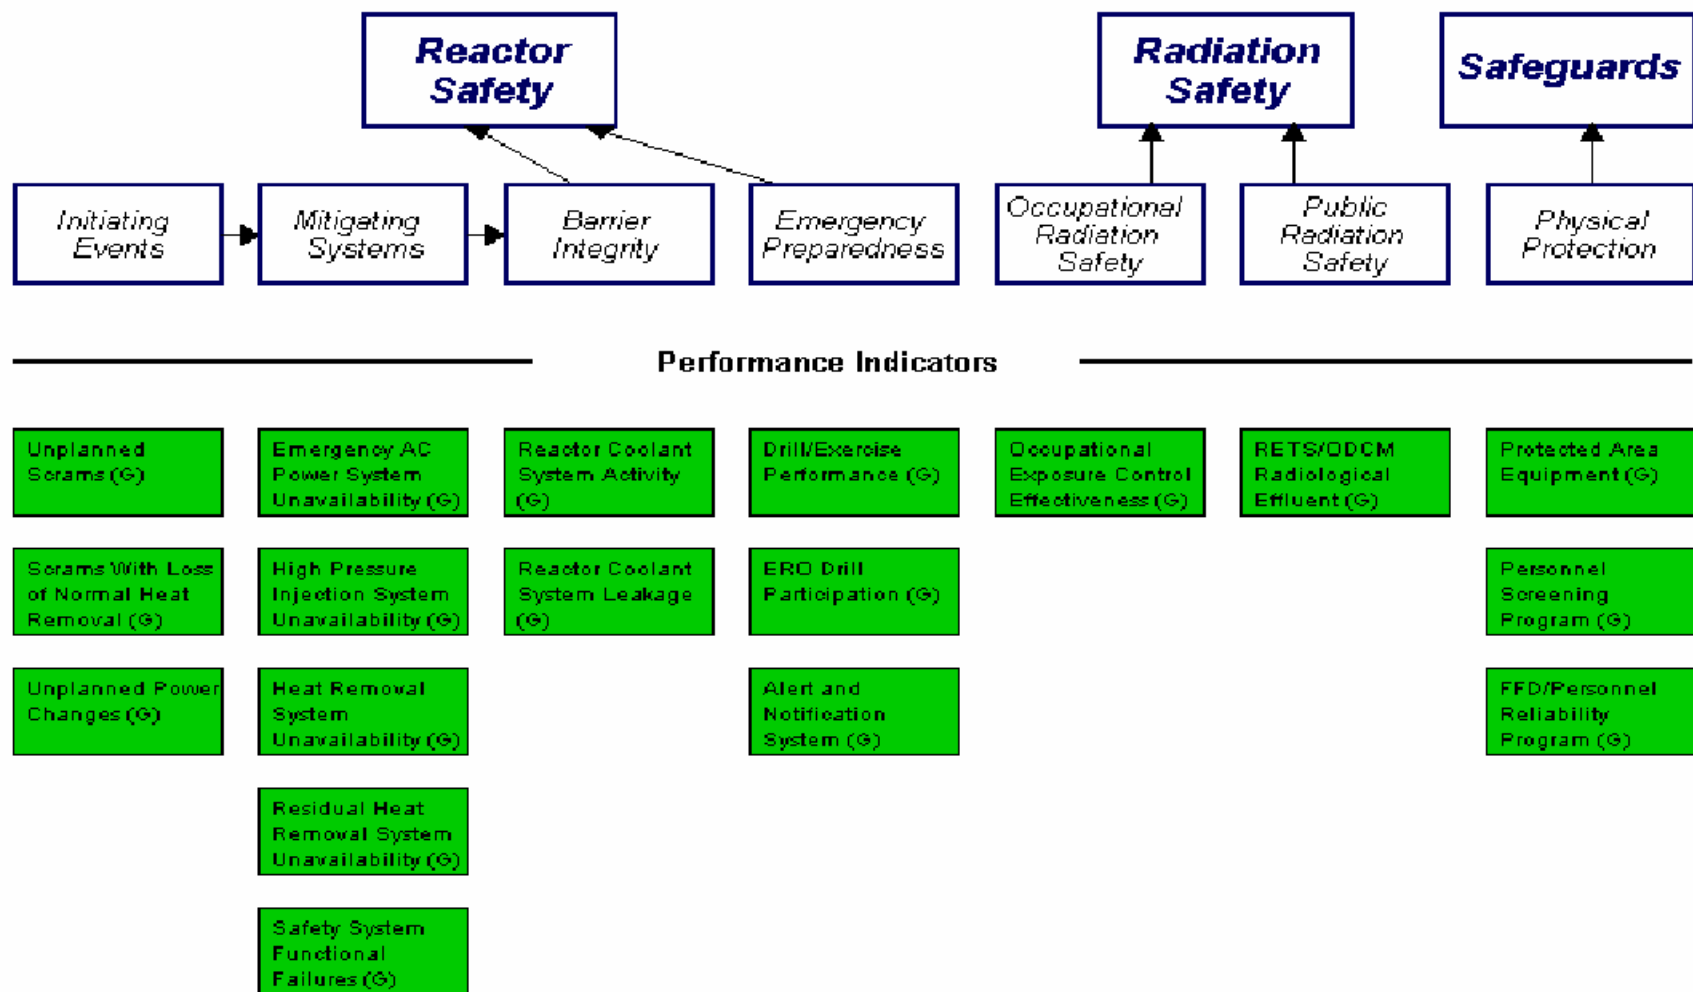 Reactor
Safety
Radiation
Safety
Safeguards
Initiating
Events
Mitigating
Systems
Barrier
Integrity
Emergency
Preparedness
Occupational
Radiation
Safety
Public
Radiation
Safety
Physical
Protection
Performance Indicators
Unplanned
Scrams (G)
Emergency AC
Power System
Unavailability (G)
Reactor Coolant
System Activity
(G)
Drill/Exercise
Performance (G)
Occupational
Exposure Control
Effectiveness (G)
RETS/ODCM
Radiological
Effluent (G)
Protected Area
Equipment (G)
Scrams With Loss
of Normal Heat
Removal (G)
High Pressure
Injection System
Unavailability (G)
Reactor Coolant
System Leakage
(G)
ERO Drill
Participation (G)
Personnel
Screening
Program (G)
Unplanned Power
Changes (G)
Heat Removal
System
Unavailability (G)
Alert and
Notification
System (G)
FFD/Personnel
Reliability
Program (G)
Residual Heat
Removal System
Unavailability (G)
Safety System
Functional
Failures (G)